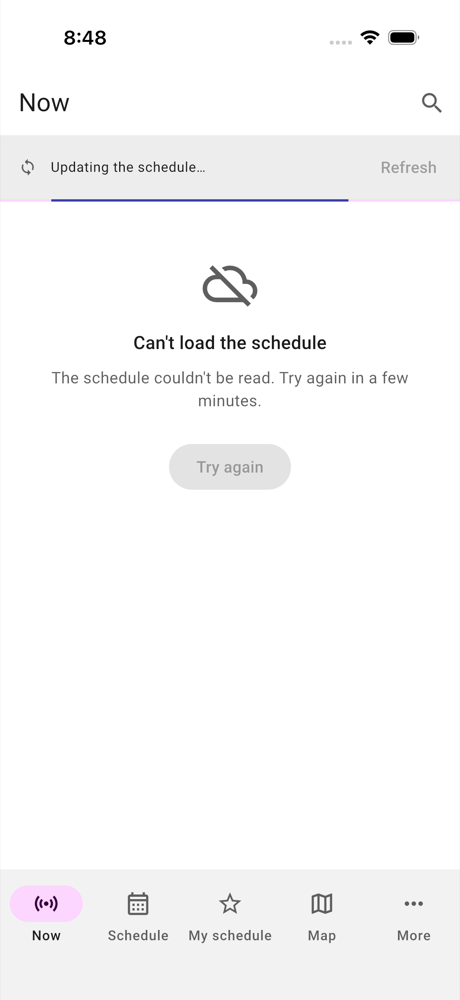 8:48
Now
Updating the schedule…
Refresh
Can't load the schedule
The schedule couldn't be read. Try again in a few
minutes.
Try again
Now
Schedule
My schedule
Map
More